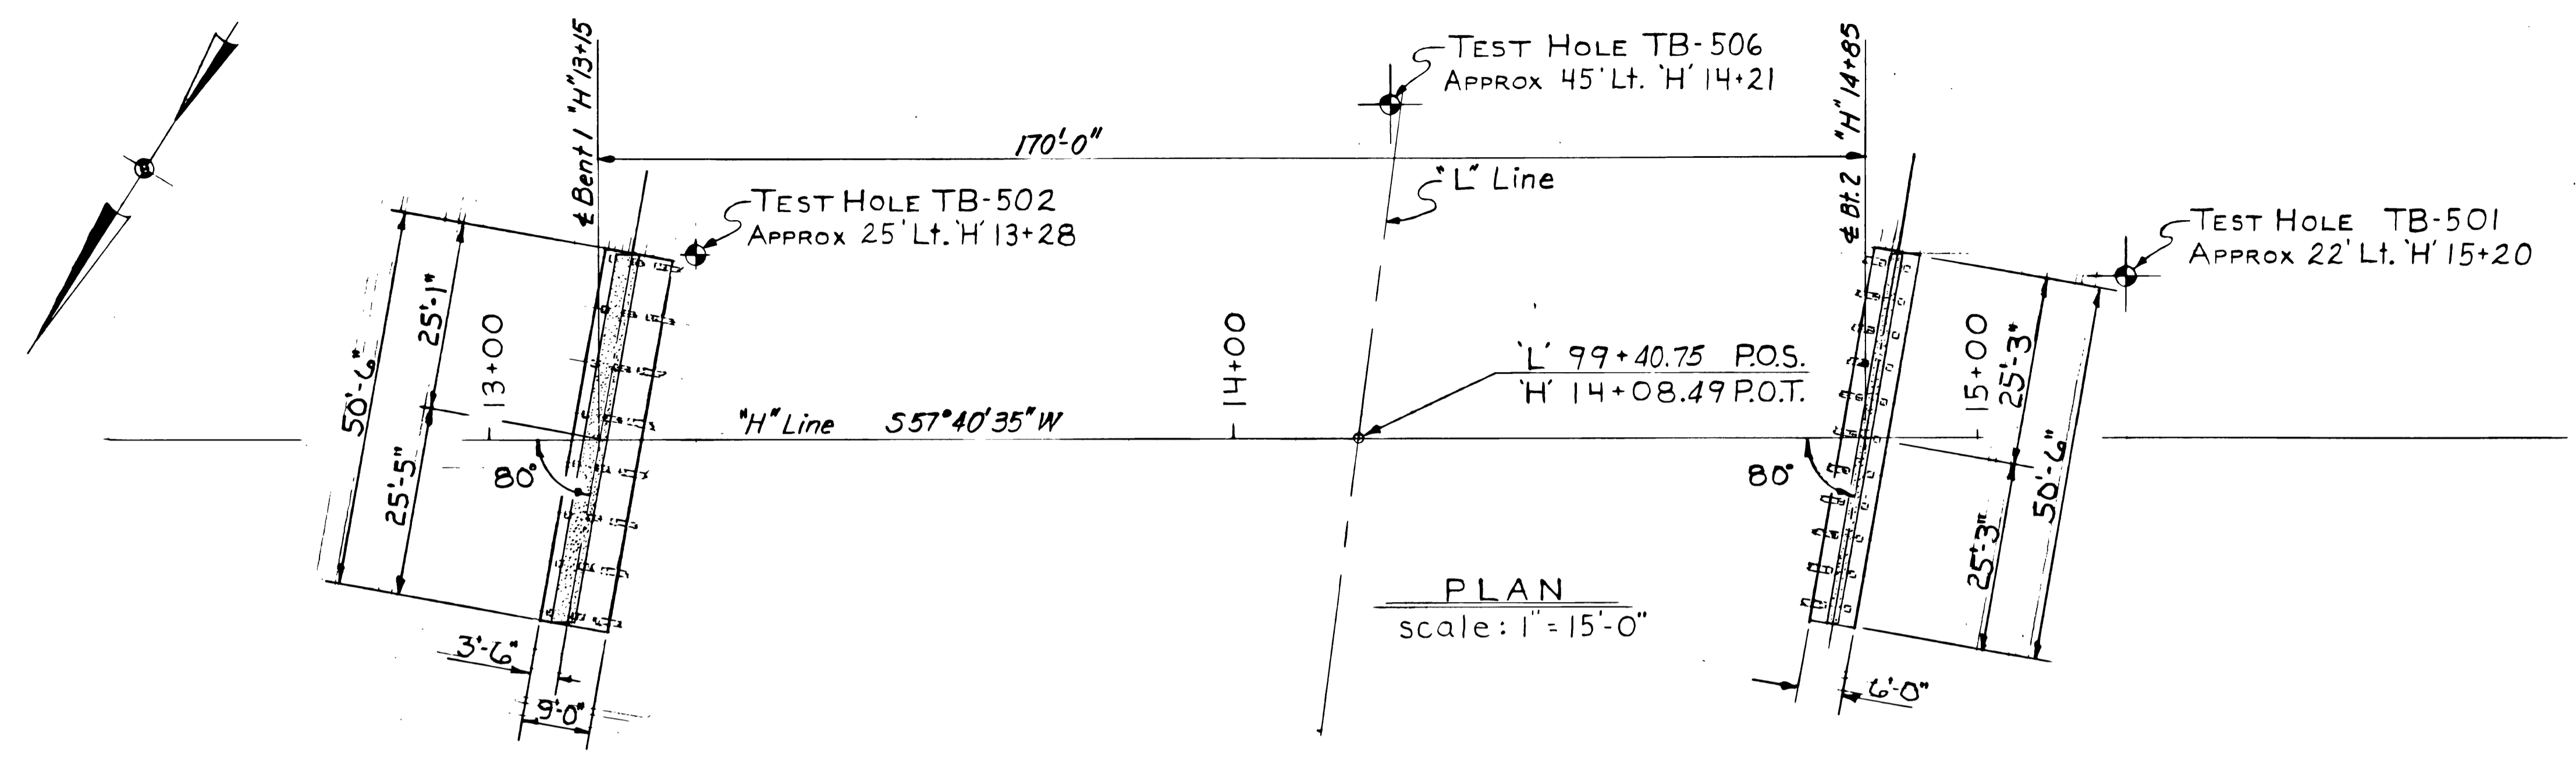 ℄ Bent 1 "H" 13+15
170'-0"
TEST HOLE TB-506
APPROX 45' Lt. 'H' 14+21
℄ Bt. 2 "H" 14+85
"L" Line
TEST HOLE TB-502
APPROX 25' Lt. 'H' 13+28
TEST HOLE TB-501
APPROX 22' Lt. 'H' 15+20
50'-6"
25'-1"
25'-5"
13+00
14+00
15+00
25'-3"
25'-3"
50'-6"
'L' 99+40.75 P.O.S.
'H' 14+08.49 P.O.T.
"H" Line S57°40'35"W
80°
80°
3'-6"
9'-0"
6'-0"
PLAN
scale: 1" = 15'-0"